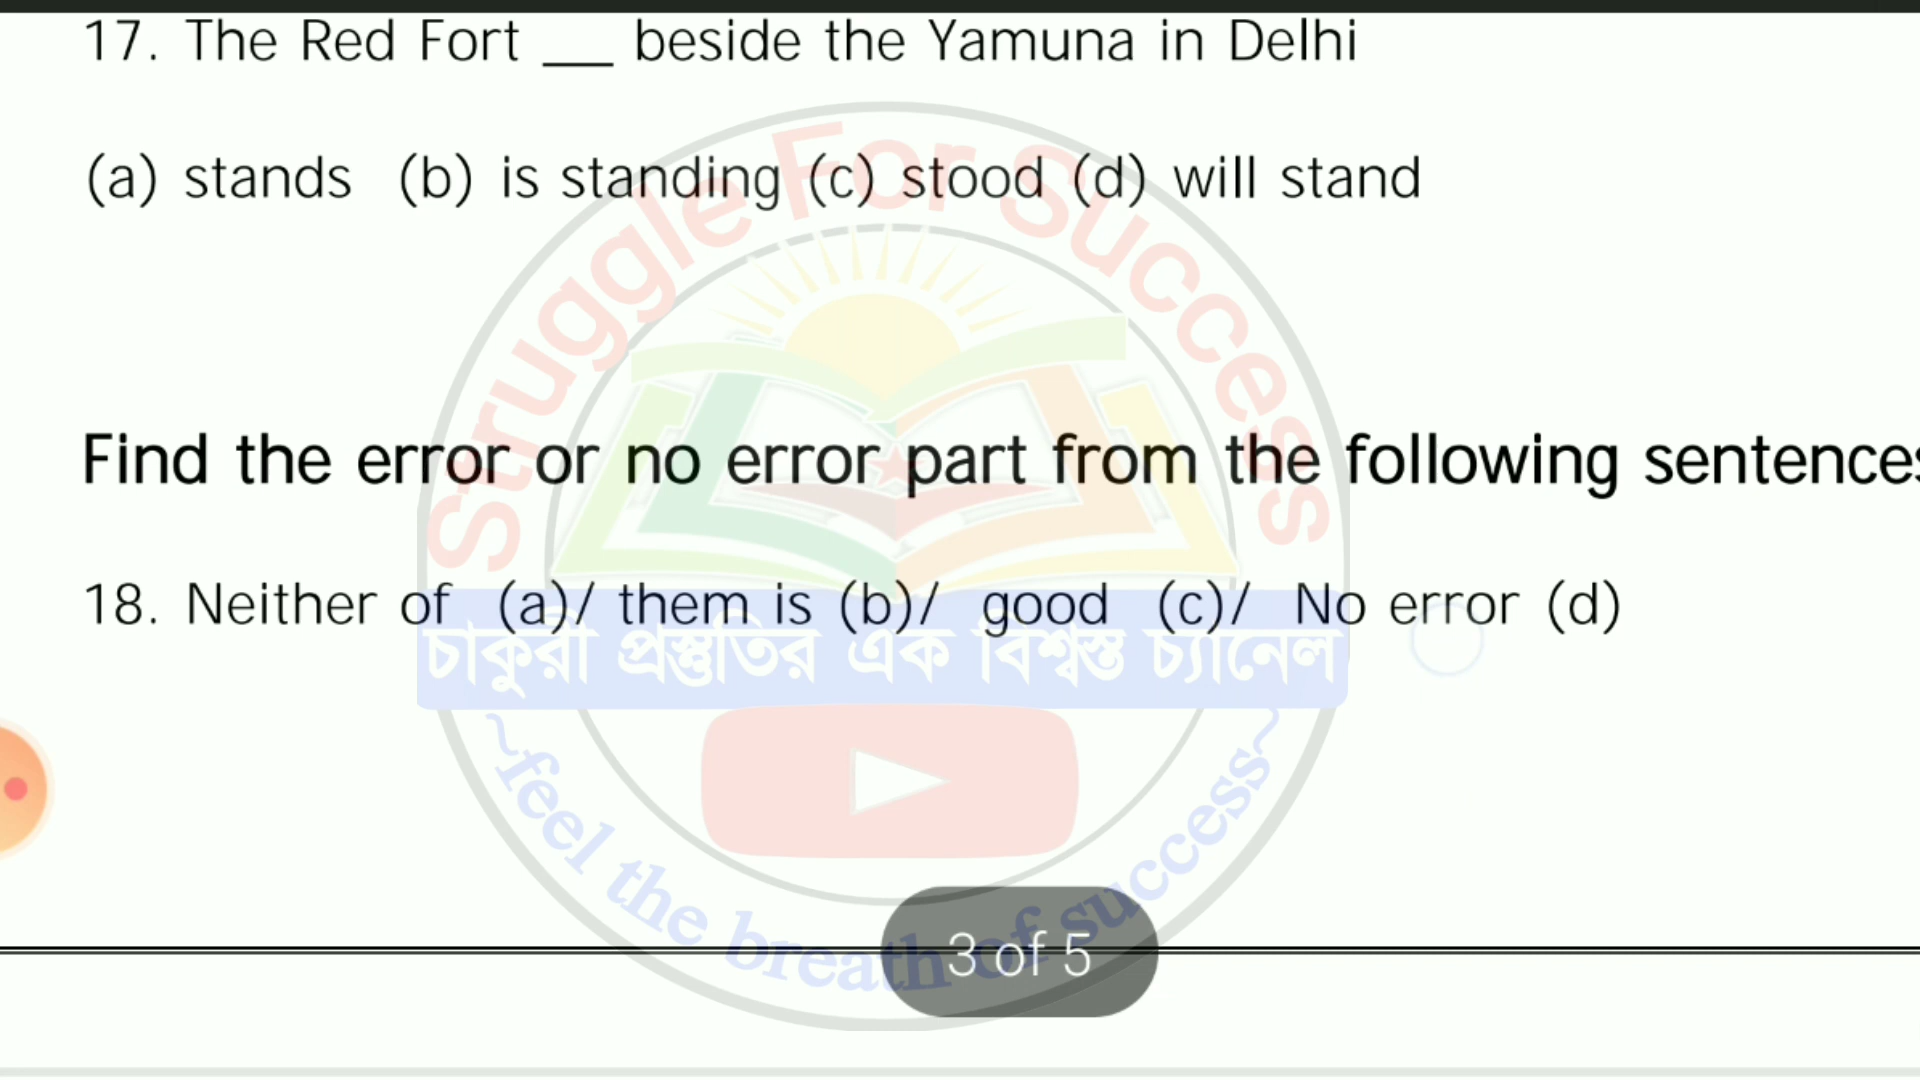 17. The Red Fort ___ beside the Yamuna in Delhi
(a) stands (b) is standing (c) stood (d) will stand
Struggle For Success
Find the error or no error part from the following sentences
18. Neither of (a)/ them is (b)/ good (c)/ No error (d)
চাকুরী প্রস্তুতির এক বিশ্বস্ত চ্যানেল
~feel the breath of success~
3 of 5